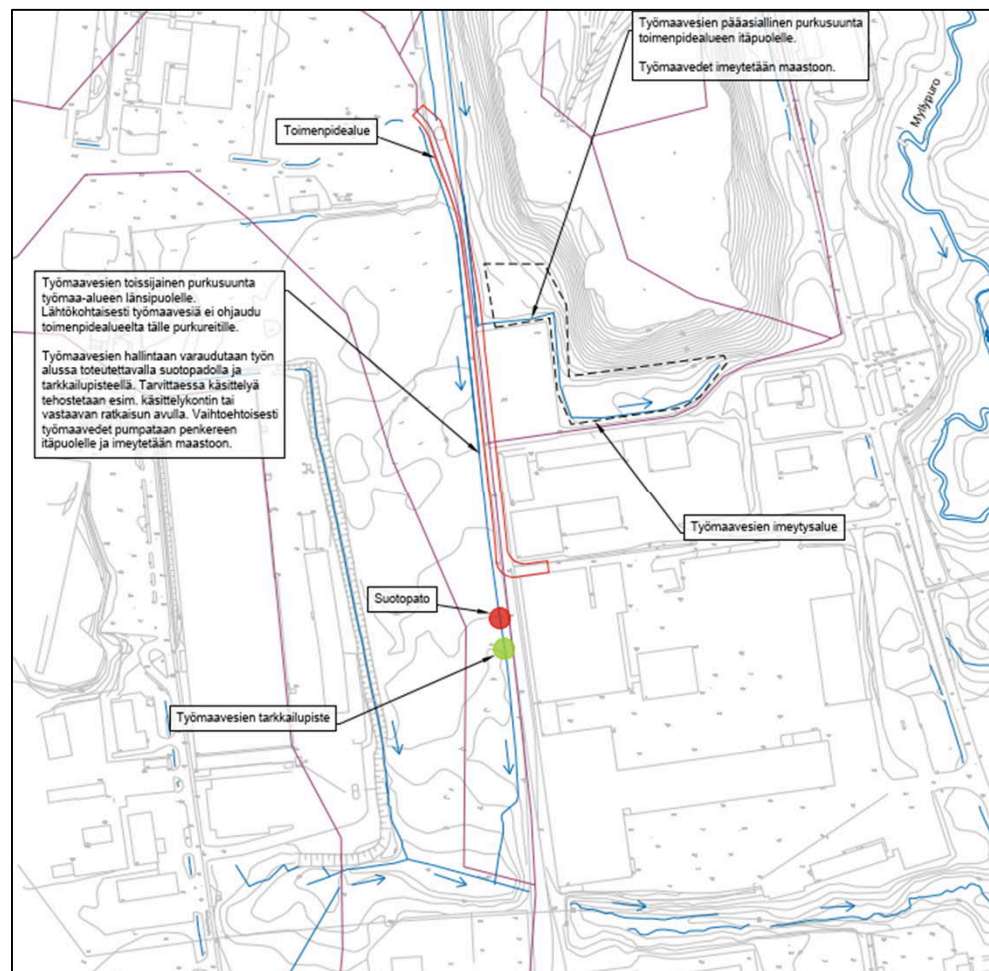 Työmaavesien pääasiallinen purkusuunta
toimenpidealueen itäpuolelle.
Työmaavedet imeytetään maastoon.
Myllypuro
Toimenpidealue
Työmaavesien toissijainen purkusuunta
työmaa-alueen länsipuolelle.
Lähtökohtaisesti työmaavesiä ei ohjaudu
toimenpidealueelta tälle purkureitille.
Työmaavesien hallintaan varaudutaan työn
alussa toteutettavalla suotopadolla ja
tarkkailupisteellä. Tarvittaessa käsittelyä
tehostetaan esim. käsittelykontin tai
vastaavan ratkaisun avulla. Vaihtoehtoisesti
työmaavedet pumpataan penkereen
itäpuolelle ja imeytetään maastoon.
Työmaavesien imeytysalue
Suotopato
Työmaavesien tarkkailupiste